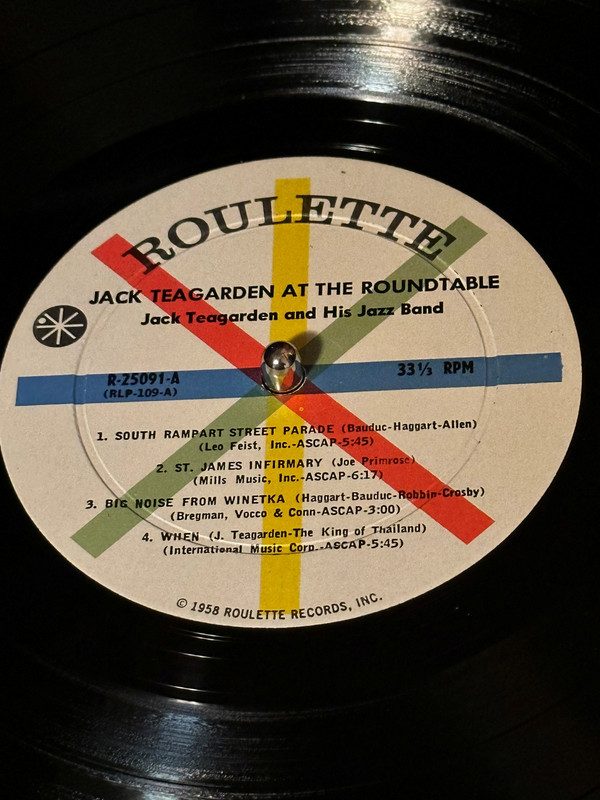 ROULETTE
JACK TEAGARDEN AT THE ROUNDTABLE
Jack Teagarden and His Jazz Band
R-25091-A
(RLP-109-A)
33⅓ RPM
1. SOUTH RAMPART STREET PARADE (Bauduc-Haggart-Allen)
(Leo Feist, Inc.-ASCAP-5:45)
2. ST. JAMES INFIRMARY (Joe Primrose)
(Mills Music, Inc.-ASCAP-6:17)
3. BIG NOISE FROM WINETKA (Haggart-Bauduc-Robbin-Crosby)
(Bregman, Vocco & Conn-ASCAP-3:00)
4. WHEN (J. Teagarden-The King of Thailand)
(International Music Corp.-ASCAP-5:45)
© 1958 ROULETTE RECORDS, INC.